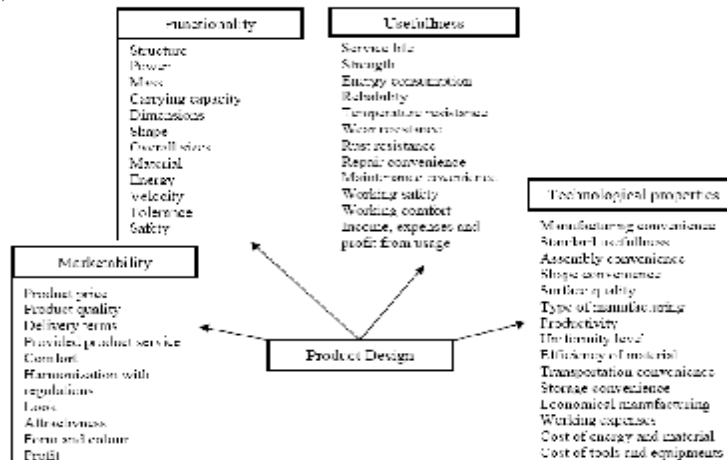 Functionality
Structure
Power
Mass
Carrying capacity
Dimensions
Shape
Overall sizes
Material
Energy
Velocity
Tolerance
Safety
Usefullness
Service life
Strength
Energy consumption
Reliability
Temperature resistance
Wear resistance
Rust resistance
Repair convenience
Maintenance convenience
Working safety
Working comfort
Income, expenses and
profit from usage
Technological properties
Manufacturing convenience
Standard usefullness
Assembly convenience
Shape convenience
Surface quality
Type of manufacturing
Productivity
Uniformity level
Efficiency of material
Transportation convenience
Storage convenience
Economical manufacturing
Working expenses
Cost of energy and material
Cost of tools and equipments
Marketability
Product price
Product quality
Delivery terms
Provided product service
Comfort
Harmonization with
regulations
Attractiveness
Form and colour
Profit
Product Design